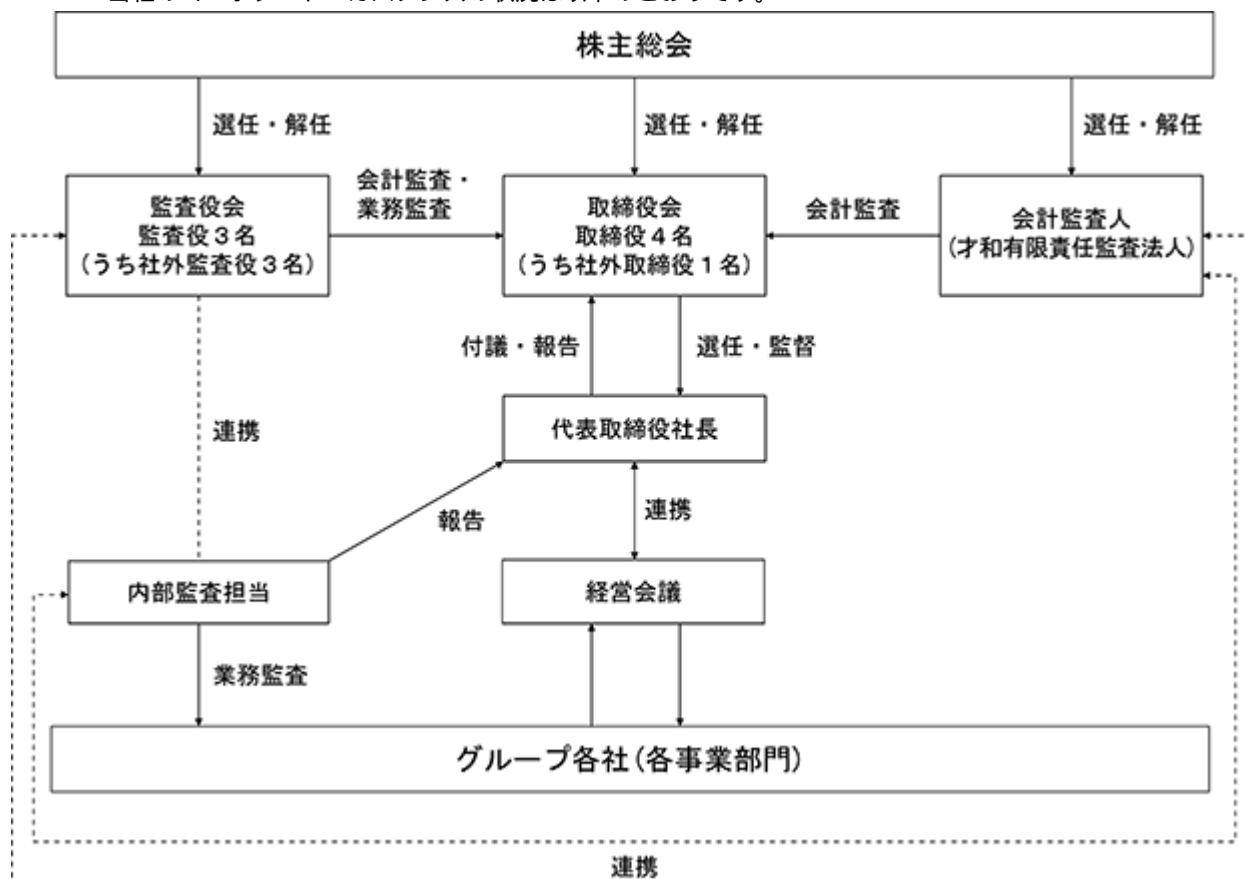 株主総会
選任・解任
選任・解任
選任・解任
監査役会
監査役３名
（うち社外監査役３名）
会計監査・
業務監査
取締役会
取締役４名
（うち社外取締役１名）
会計監査
会計監査人
（才和有限責任監査法人）
付議・報告
選任・監督
連携
代表取締役社長
報告
連携
内部監査担当
経営会議
業務監査
グループ各社（各事業部門）
連携